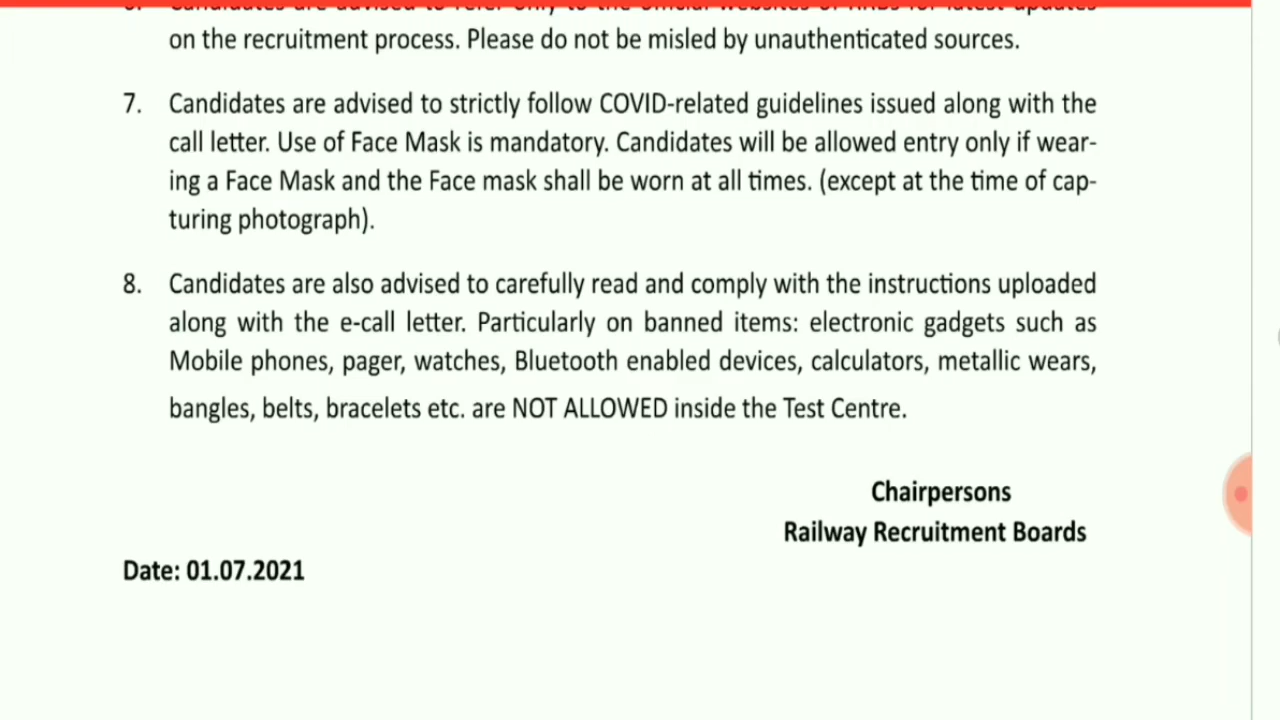 on the recruitment process. Please do not be misled by unauthenticated sources.
7. Candidates are advised to strictly follow COVID-related guidelines issued along with the
call letter. Use of Face Mask is mandatory. Candidates will be allowed entry only if wear-
ing a Face Mask and the Face mask shall be worn at all times. (except at the time of cap-
turing photograph).
8. Candidates are also advised to carefully read and comply with the instructions uploaded
along with the e-call letter. Particularly on banned items: electronic gadgets such as
Mobile phones, pager, watches, Bluetooth enabled devices, calculators, metallic wears,
bangles, belts, bracelets etc. are NOT ALLOWED inside the Test Centre.
Chairpersons
Railway Recruitment Boards
Date: 01.07.2021